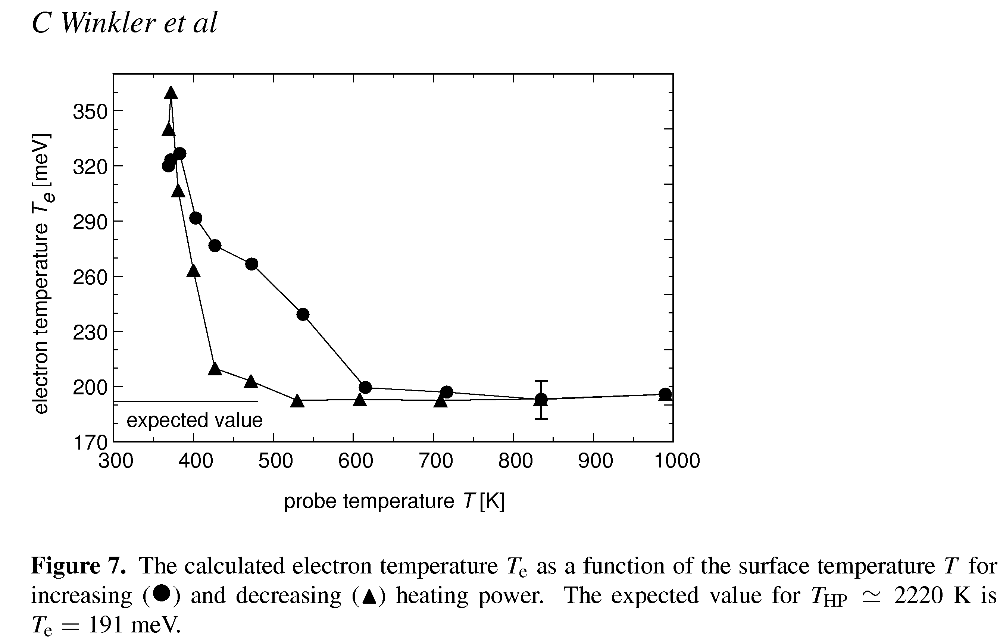 C Winkler et al
350
320
290
260
230
200
170
electron temperature Te [meV]
expected value
300 400 500 600 700 800 900 1000
probe temperature T [K]
Figure 7. The calculated electron temperature Te as a function of the surface temperature T for
increasing (●) and decreasing (▲) heating power. The expected value for THP ≃ 2220 K is
Te = 191 meV.